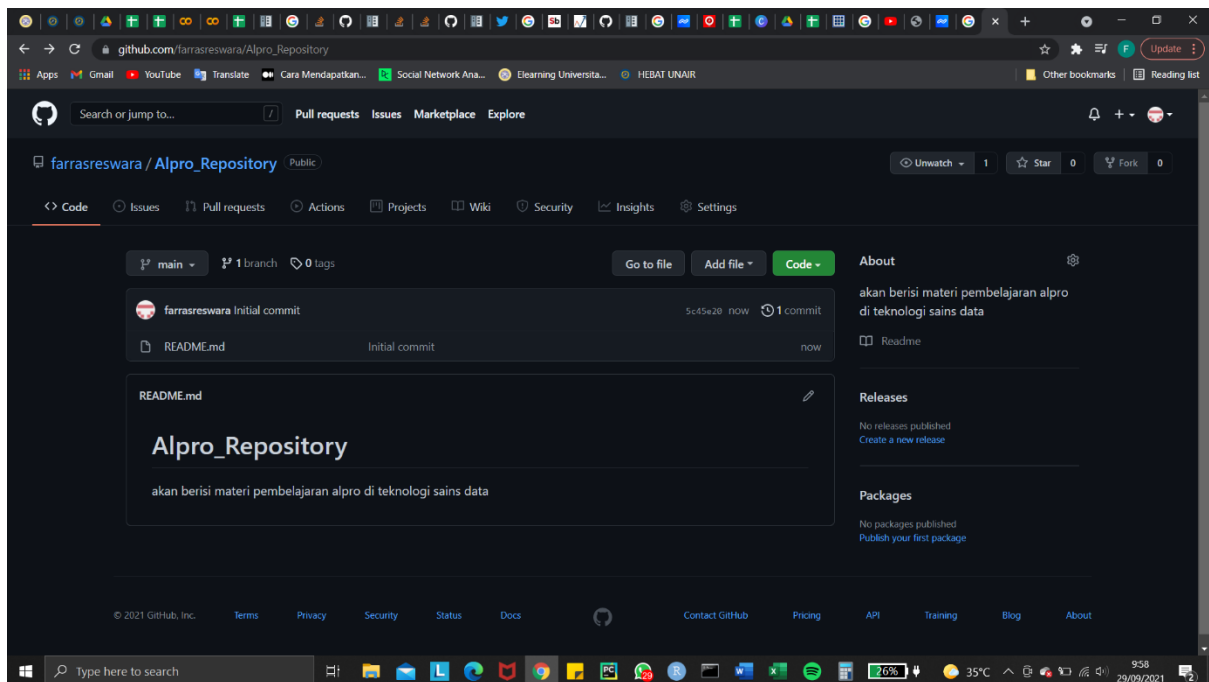 github.com/farrasreswara/Alpro_Repository
Update
Apps Gmail YouTube Translate Cara Mendapatkan... Social Network Ana... Elearning Universita... HEBAT UNAIR Other bookmarks Reading list
Search or jump to... / Pull requests Issues Marketplace Explore
farrasreswara / Alpro_Repository Public
Unwatch 1 Star 0 Fork 0
<> Code Issues Pull requests Actions Projects Wiki Security Insights Settings
main 1 branch 0 tags Go to file Add file Code
farrasreswara Initial commit 5c45e20 now 1 commit
README.md Initial commit now
README.md
Alpro_Repository
akan berisi materi pembelajaran alpro di teknologi sains data
About
akan berisi materi pembelajaran alpro
di teknologi sains data
Readme
Releases
No releases published
Create a new release
Packages
No packages published
Publish your first package
© 2021 GitHub, Inc. Terms Privacy Security Status Docs Contact GitHub Pricing API Training Blog About
Type here to search
26%
35°C
9:58
29/09/2021